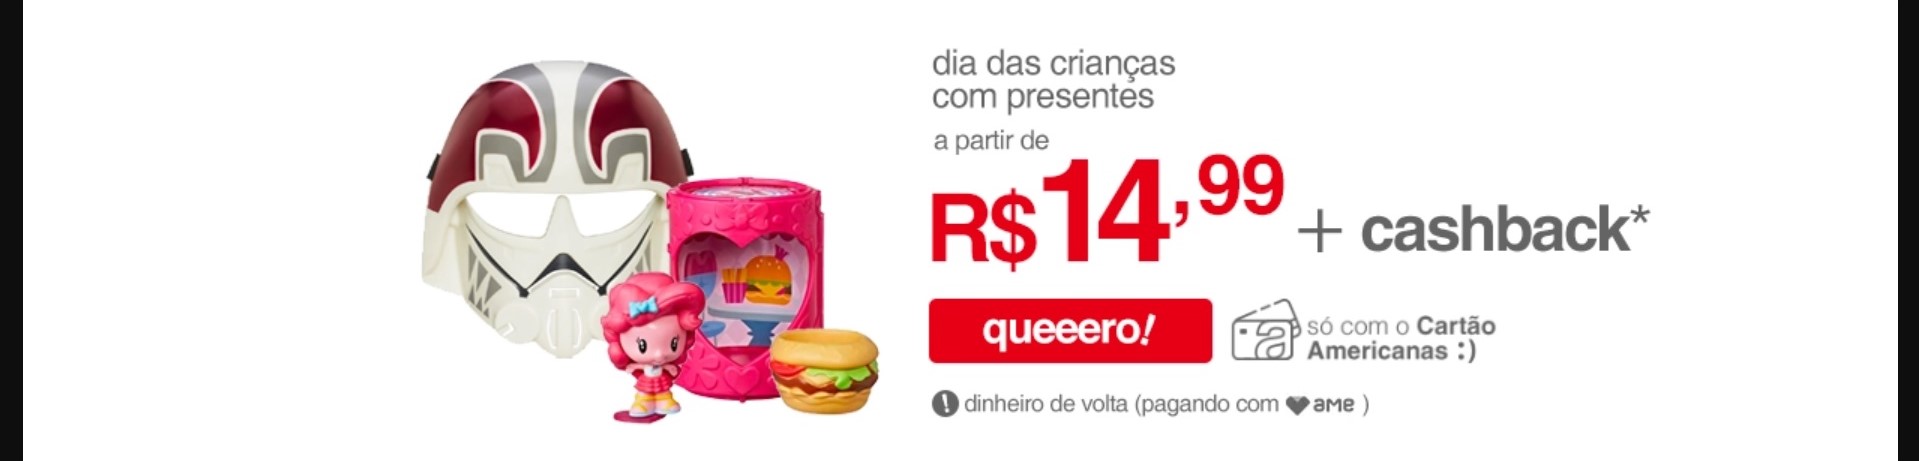 dia das crianças
com presentes
a partir de
R$14,99 + cashback*
queeero!
só com o Cartão
Americanas :)
dinheiro de volta (pagando com ame )